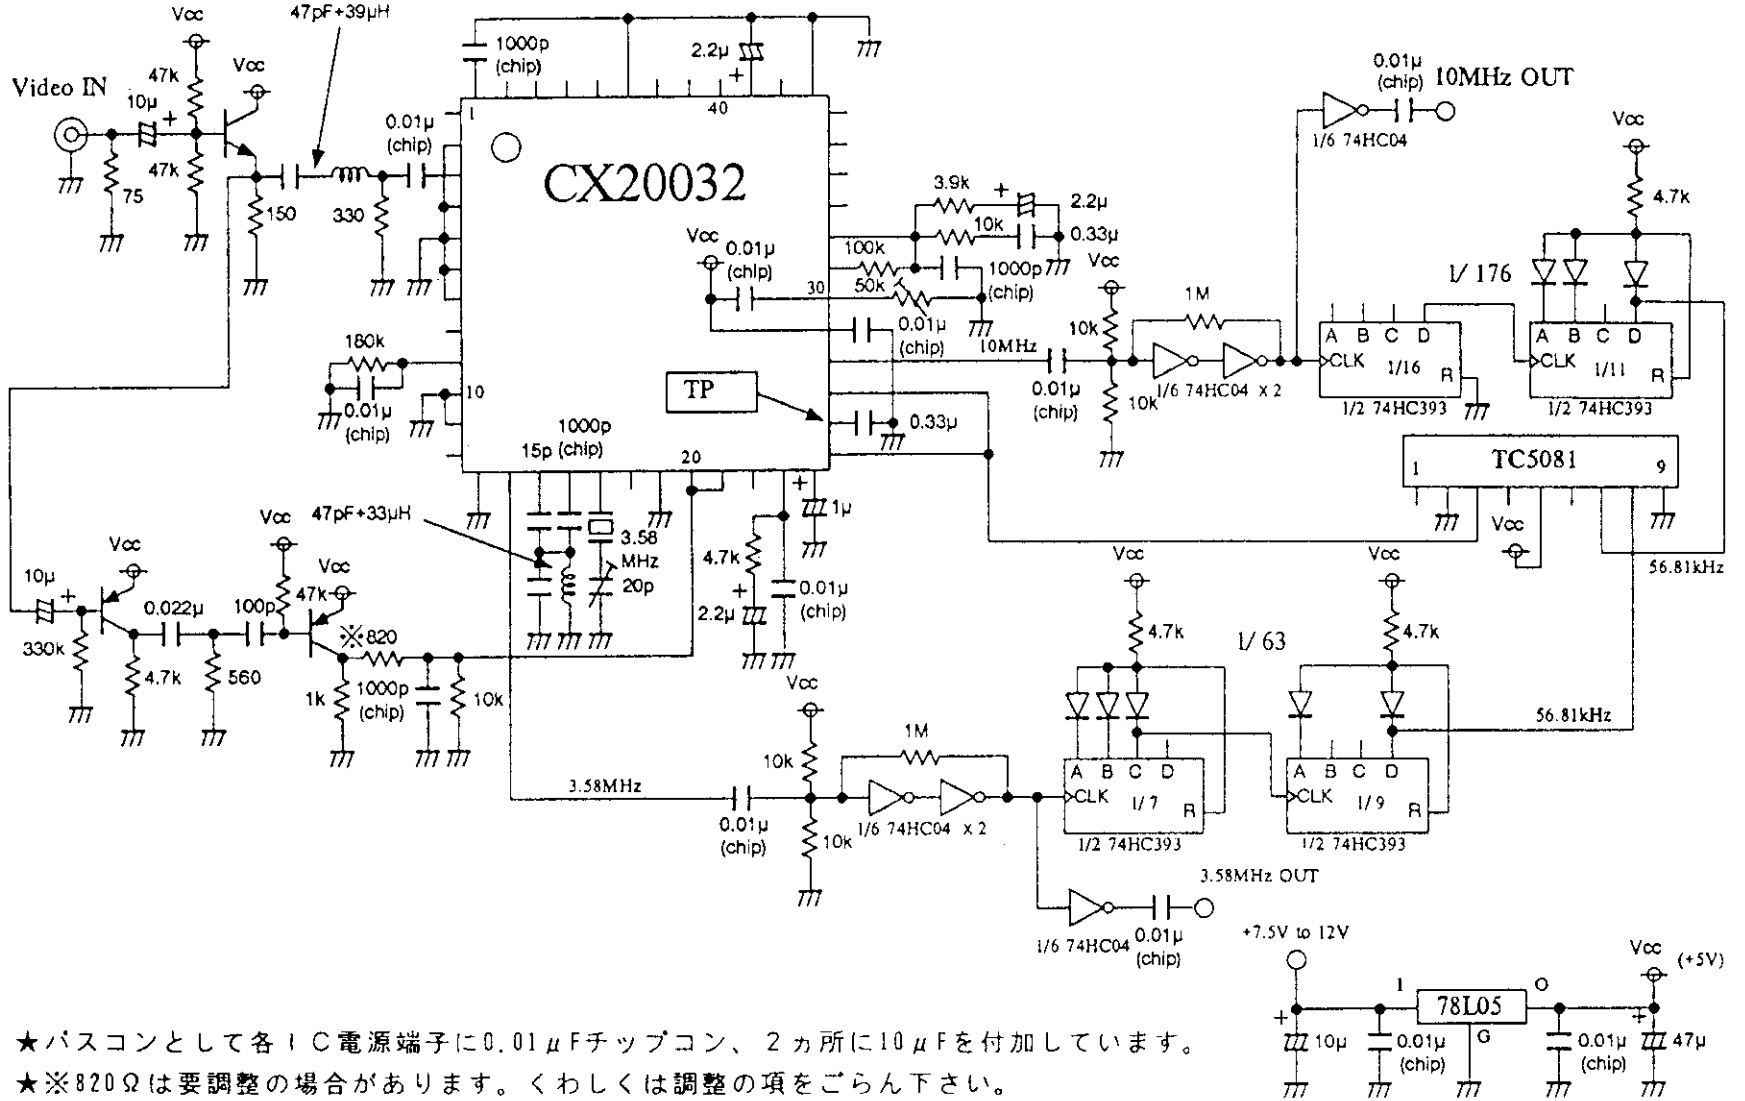 Vcc
47pF+39μH
1000p
(chip)
2.2μ
+
Video IN
47k
Vcc
10μ
+
47k
75
150
330
0.01μ
(chip)
1
40
CX20032
0.01μ
(chip)
10MHz OUT
1/6 74HC04
Vcc
4.7k
3.9k
+
2.2μ
10k
0.33μ
100k
1000p
(chip)
Vcc
0.01μ
(chip)
30
50k
0.01μ
(chip)
Vcc
10k
1M
1/ 176
10MHz
0.01μ
(chip)
10k
1/6 74HC04 x 2
A B C D
CLK
1/16
R
1/2 74HC393
A B C D
CLK
1/11
R
1/2 74HC393
180k
0.01μ
(chip)
10
TP
0.33μ
1000p
15p (chip)
20
TC5081
1
9
Vcc
56.81kHz
47pF+33μH
3.58
MHz
20p
4.7k
+
2.2μ
+
1μ
0.01μ
(chip)
Vcc
Vcc
10μ
+
Vcc
0.022μ
100p
47k
Vcc
※820
330k
4.7k
560
1k
1000p
(chip)
10k
Vcc
4.7k
1/ 63
Vcc
4.7k
56.81kHz
Vcc
10k
1M
3.58MHz
0.01μ
(chip)
10k
1/6 74HC04 x 2
A B C D
CLK
1/ 7
R
1/2 74HC393
A B C D
CLK
1/ 9
R
1/2 74HC393
3.58MHz OUT
1/6 74HC04
0.01μ
(chip)
+7.5V to 12V
Vcc
(+5V)
I
78L05
O
G
+
10μ
0.01μ
(chip)
0.01μ
(chip)
+
47μ
★パスコンとして各IC電源端子に0.01μFチップコン、2ヵ所に10μFを付加しています。
★※820Ωは要調整の場合があります。くわしくは調整の項をごらん下さい。